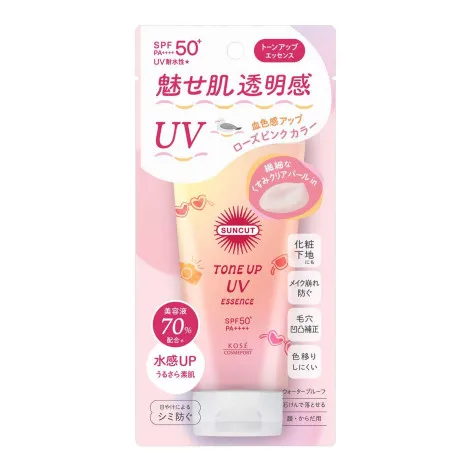 SPF 50+
PA++++
UV耐水性★
トーンアップ
エッセンス
魅せ肌 透明感
UV
血色感アップ
ローズピンク カラー
繊細な
くすみクリアパール in
SUNCUT
TONE UP
UV
ESSENCE
SPF50+
PA++++
KOSÉ
COSMEPORT
化粧
下地
にも
メイク崩れ
防ぐ
毛穴
凹凸補正
色移り
しにくい
美容液
70%
配合
水感UP
うるさら素肌
日やけによる
シミ防ぐ
ウォータープルーフ
石けんで落とせる
顔・からだ用